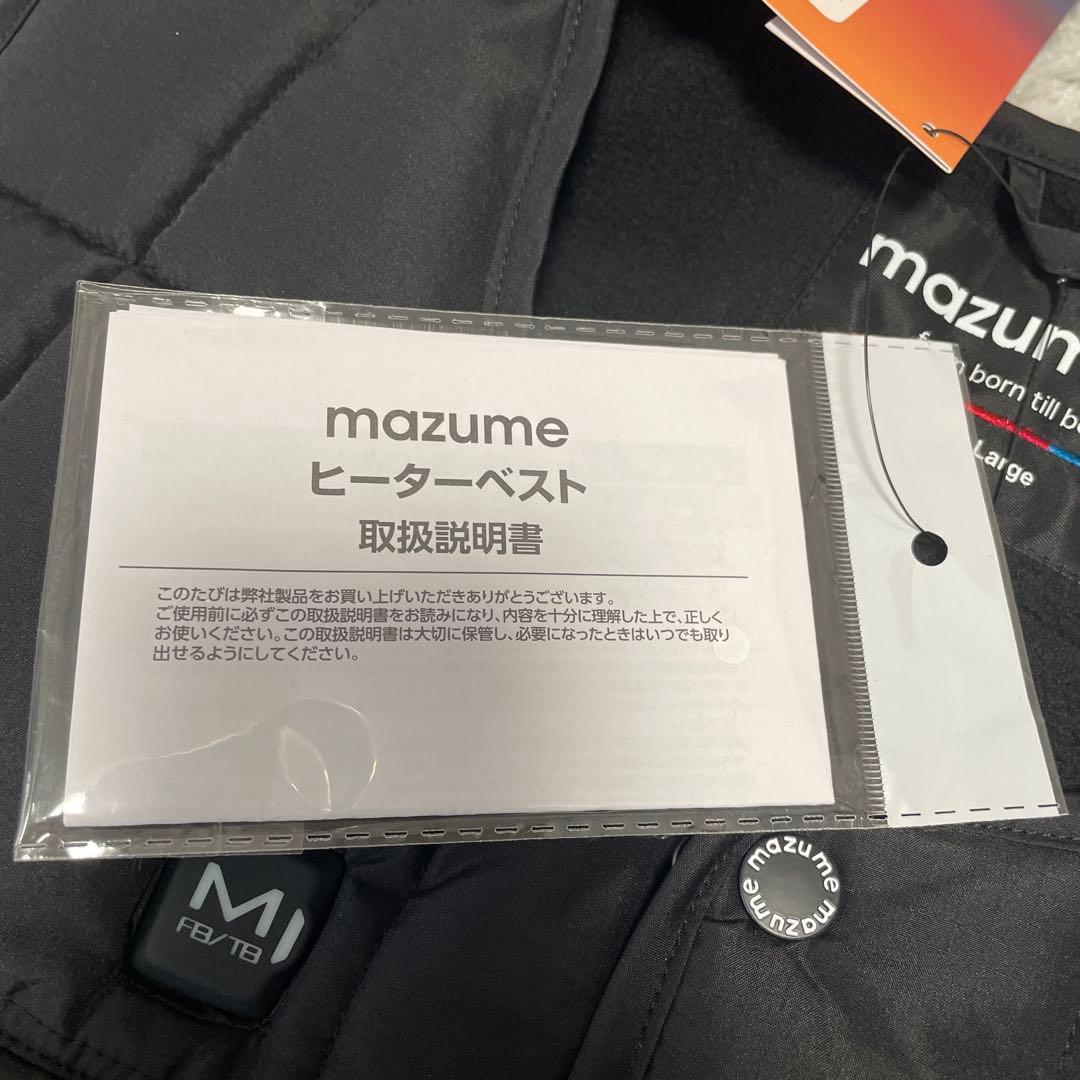 mazume
ヒーターベスト
取扱説明書
このたびは弊社製品をお買い上げいただきありがとうございます。
ご使用前に必ずこの取扱説明書をお読みになり、内容を十分に理解した上で、正しく
お使いください。この取扱説明書は大切に保管し、必要になったときはいつでも取り
出せるようにしてください。
mazum
born till
Large
M
FB/TB
mazume mazume